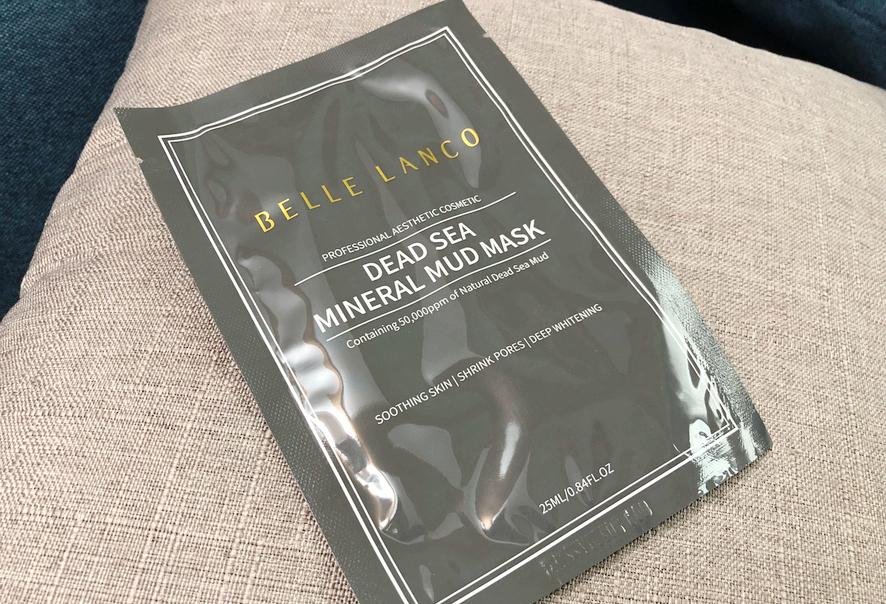 BELLE LANCO
PROFESSIONAL AESTHETIC COSMETIC
DEAD SEA
MINERAL MUD MASK
Containing 50,000ppm of Natural Dead Sea Mud
SOOTHING SKIN | SHRINK PORES | DEEP WHITENING
25ML/0.84FL.OZ